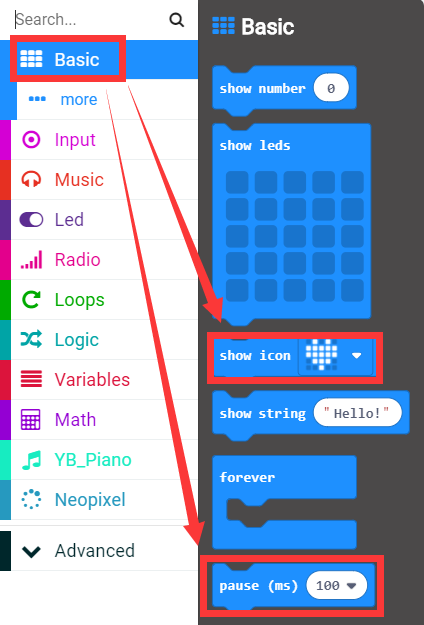 Search...
Basic
more
Input
Music
Led
Radio
Loops
Logic
Variables
Math
YB_Piano
Neopixel
Advanced
Basic
show number 0
show leds
show icon
show string "Hello!"
forever
pause (ms) 100